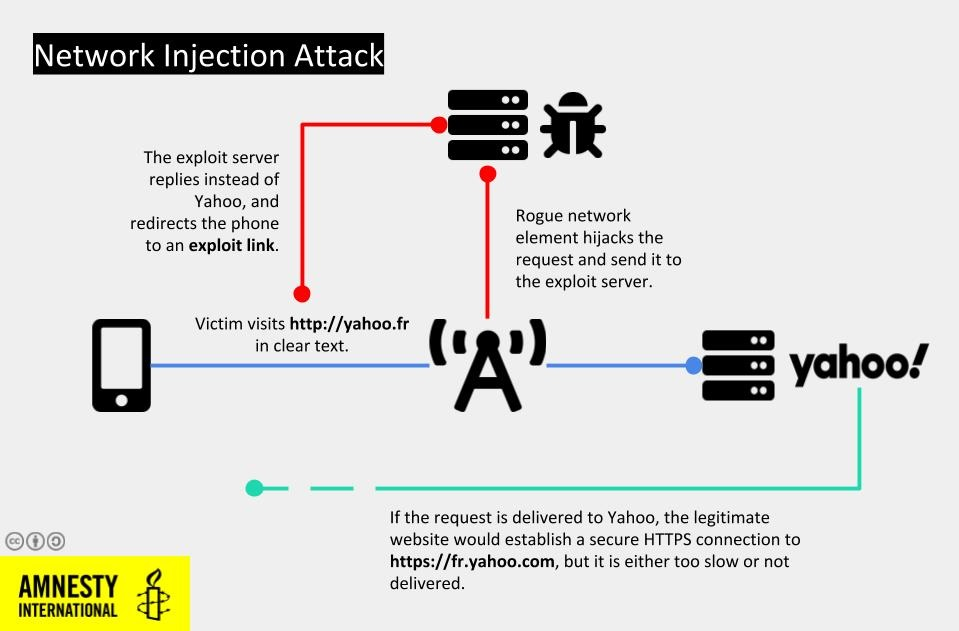 Network Injection Attack
The exploit server
replies instead of
Yahoo, and
redirects the phone
to an exploit link.
Rogue network
element hijacks the
request and send it to
the exploit server.
Victim visits http://yahoo.fr
in clear text.
yahoo!
If the request is delivered to Yahoo, the legitimate
website would establish a secure HTTPS connection to
https://fr.yahoo.com, but it is either too slow or not
delivered.
cc
AMNESTY
INTERNATIONAL